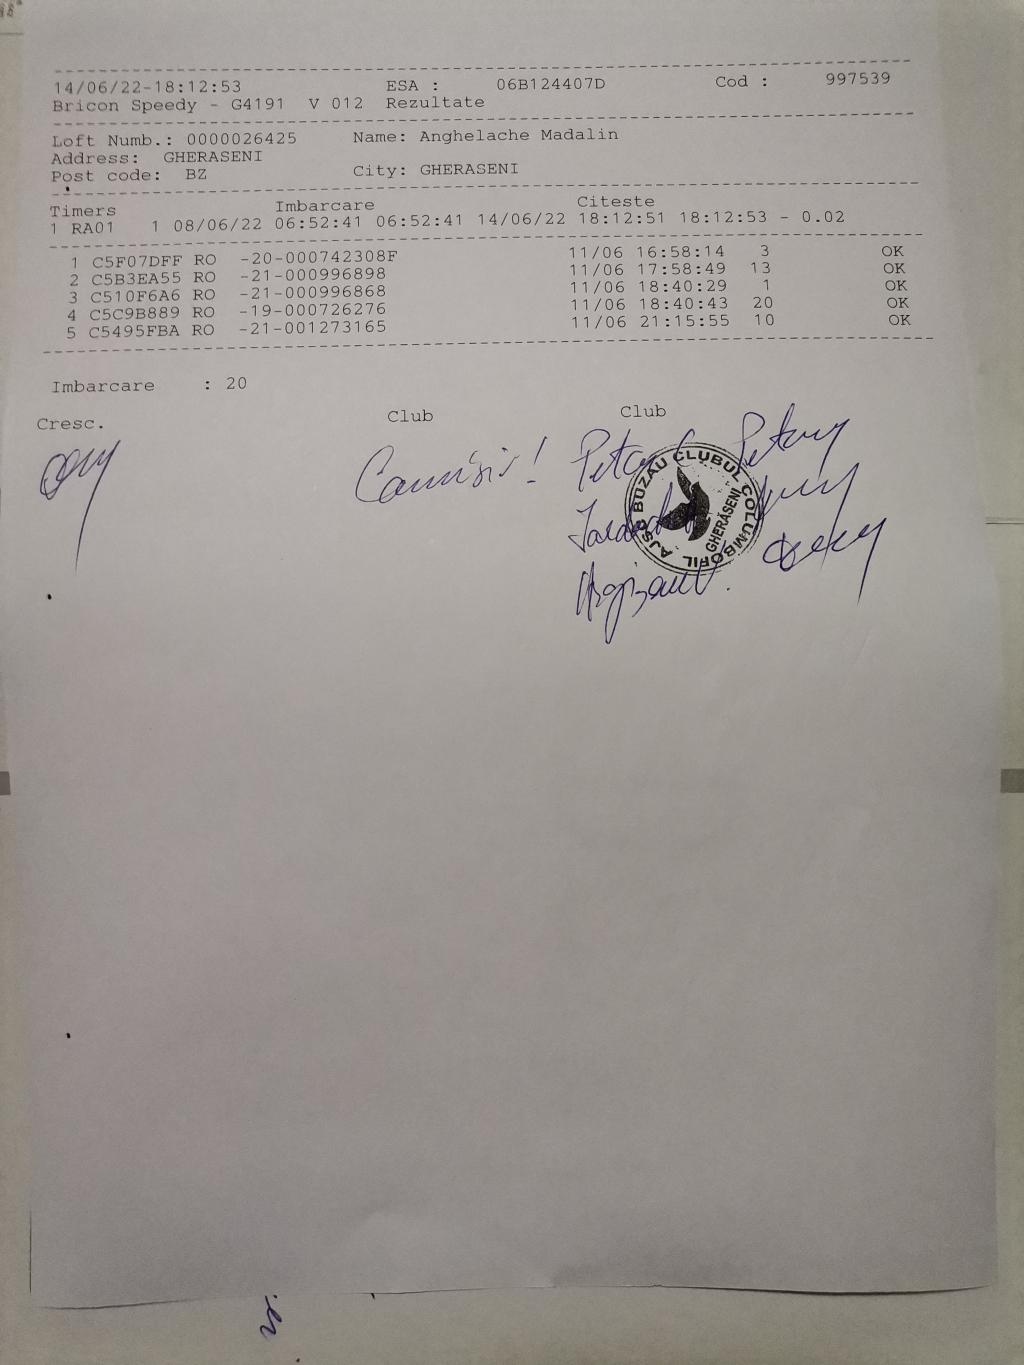 14/06/22-18:12:53 ESA : 06B124407D Cod : 997539
Bricon Speedy - G4191 V 012 Rezultate
Loft Numb.: 0000026425 Name: Anghelache Madalin
Address: GHERASENI
Post code: BZ City: GHERASENI
Timers Imbarcare Citeste
1 RA01 1 08/06/22 06:52:41 06:52:41 14/06/22 18:12:51 18:12:53 - 0.02
1 C5F07DFF RO -20-000742308F 11/06 16:58:14 3 OK
2 C5B3EA55 RO -21-000996898 11/06 17:58:49 13 OK
3 C510F6A6 RO -21-000996868 11/06 18:40:29 1 OK
4 C5C9B889 RO -19-000726276 11/06 18:40:43 20 OK
5 C5495FBA RO -21-001273165 11/06 21:15:55 10 OK
Imbarcare : 20
Cresc. Club Club
AJSP BUZAU CLUBUL COLUMBOFIL
GHERĂSENI